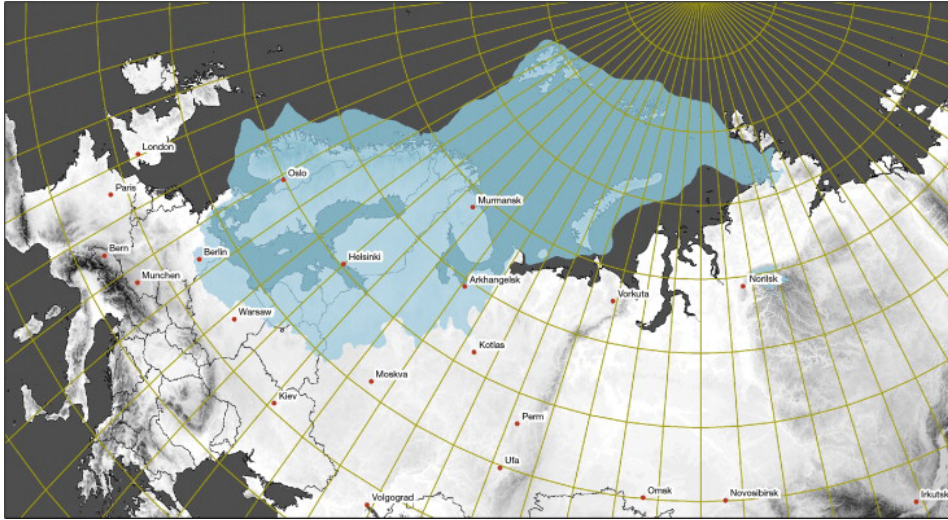 London
Paris
Oslo
Murmansk
Bern
Berlin
Helsinki
Munchen
Arkhangelsk
Norilsk
Vorkuta
Warsaw
Kotlas
Moskva
Kiev
Perm
Ufa
Omsk
Novosibirsk
Volgograd
Irkutsk